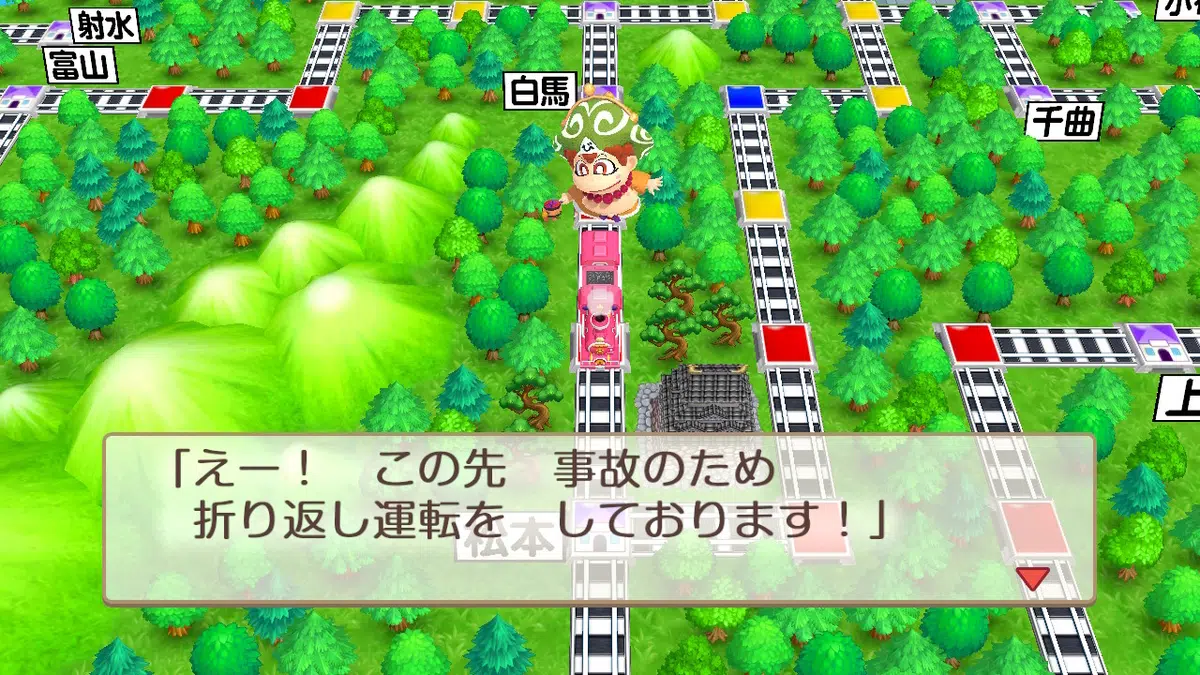 射水
富山
白馬
千曲
上
「えー！　この先　事故のため
折り返し運転を　しております！」
松本